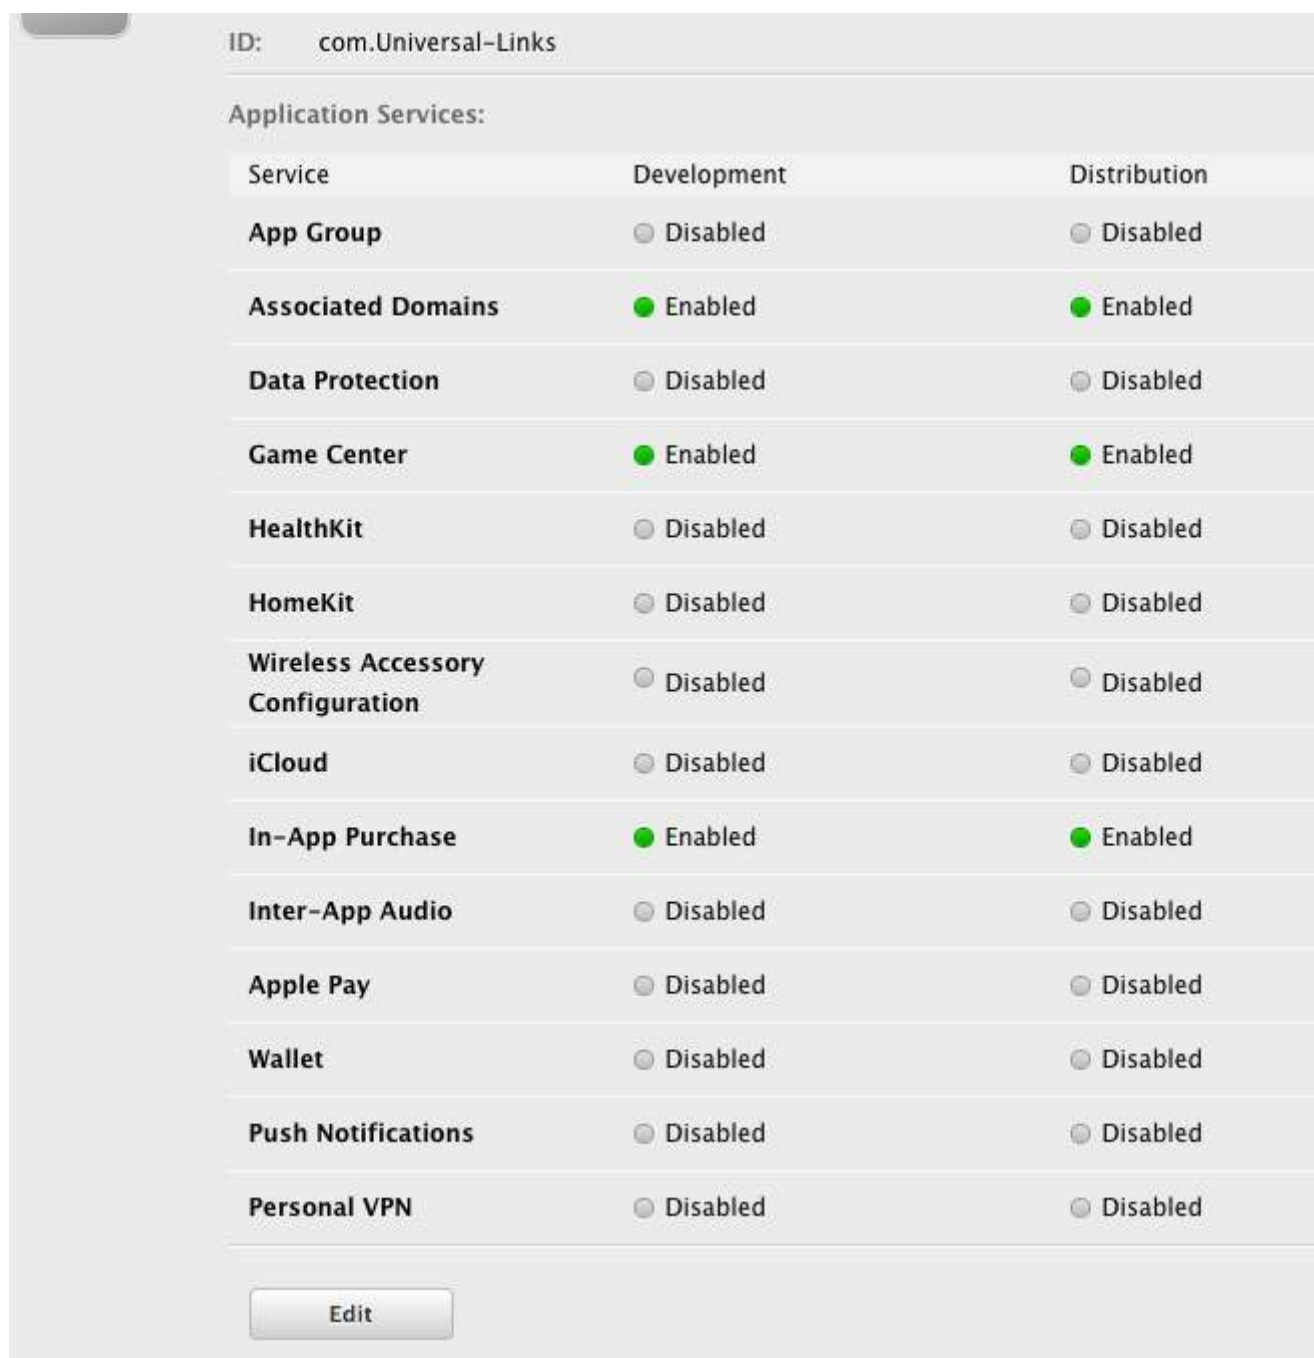 ID: com.Universal-Links
Application Services:
Service Development Distribution
App Group Disabled Disabled
Associated Domains Enabled Enabled
Data Protection Disabled Disabled
Game Center Enabled Enabled
HealthKit Disabled Disabled
HomeKit Disabled Disabled
Wireless Accessory
Configuration Disabled Disabled
iCloud Disabled Disabled
In-App Purchase Enabled Enabled
Inter-App Audio Disabled Disabled
Apple Pay Disabled Disabled
Wallet Disabled Disabled
Push Notifications Disabled Disabled
Personal VPN Disabled Disabled
Edit